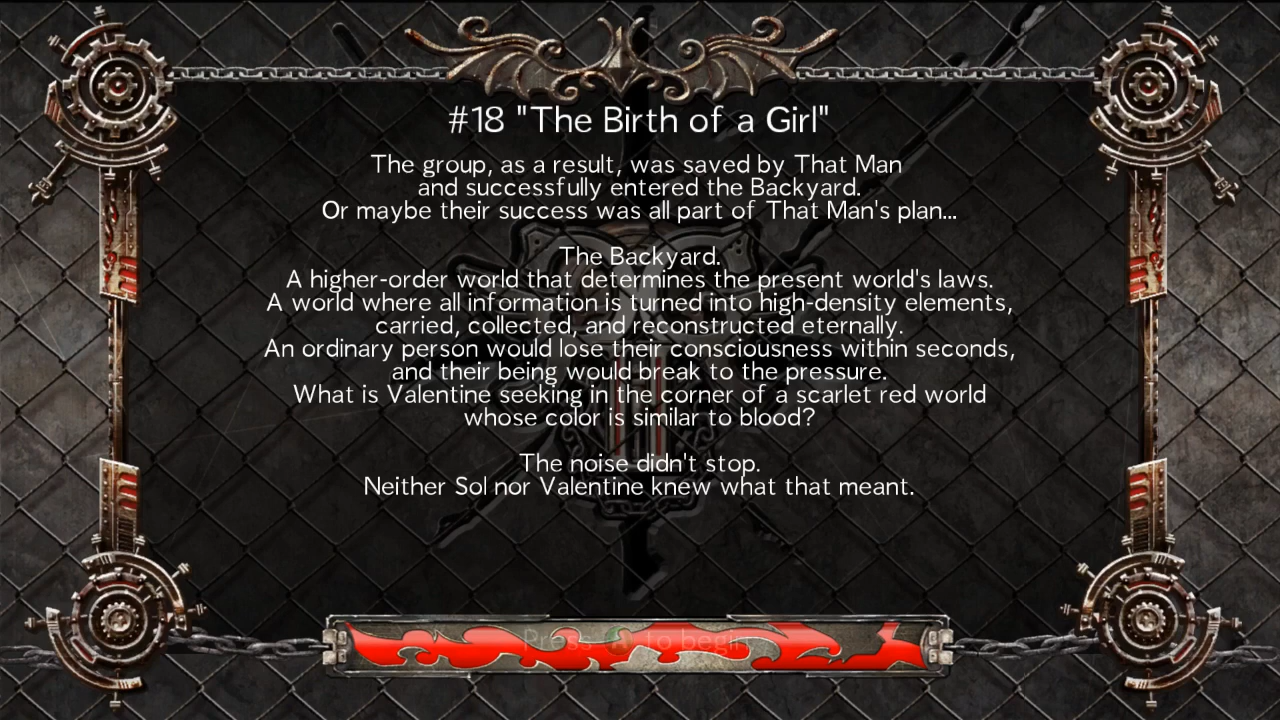 #18 "The Birth of a Girl"
The group, as a result, was saved by That Man
and successfully entered the Backyard.
Or maybe their success was all part of That Man's plan...
The Backyard.
A higher-order world that determines the present world's laws.
A world where all information is turned into high-density elements,
carried, collected, and reconstructed eternally.
An ordinary person would lose their consciousness within seconds,
and their being would break to the pressure.
What is Valentine seeking in the corner of a scarlet red world
whose color is similar to blood?
The noise didn't stop.
Neither Sol nor Valentine knew what that meant.
Press A to begin